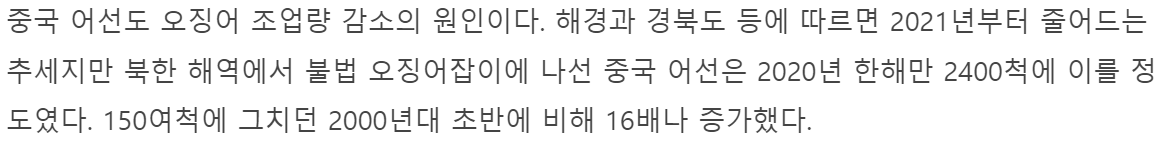 중국 어선도 오징어 조업량 감소의 원인이다. 해경과 경북도 등에 따르면 2021년부터 줄어드는
추세지만 북한 해역에서 불법 오징어잡이에 나선 중국 어선은 2020년 한해만 2400척에 이를 정
도였다. 150여척에 그치던 2000년대 초반에 비해 16배나 증가했다.